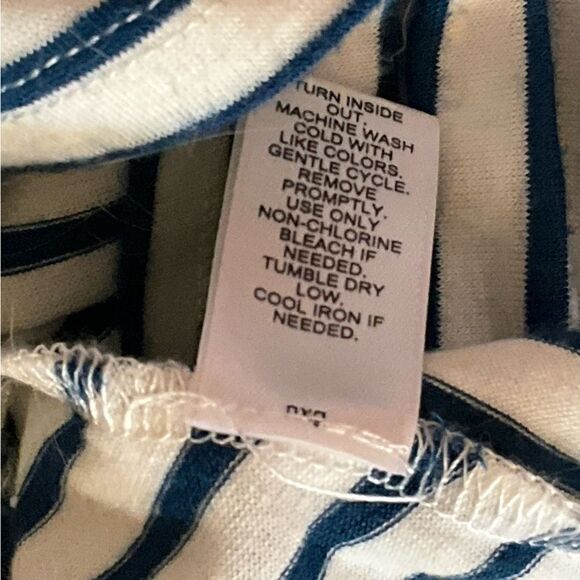 TURN INSIDE
OUT.
MACHINE WASH
COLD WITH
LIKE COLORS.
GENTLE CYCLE.
REMOVE
PROMPTLY.
USE ONLY
NON-CHLORINE
BLEACH IF
NEEDED.
TUMBLE DRY
LOW.
COOL IRON IF
NEEDED.